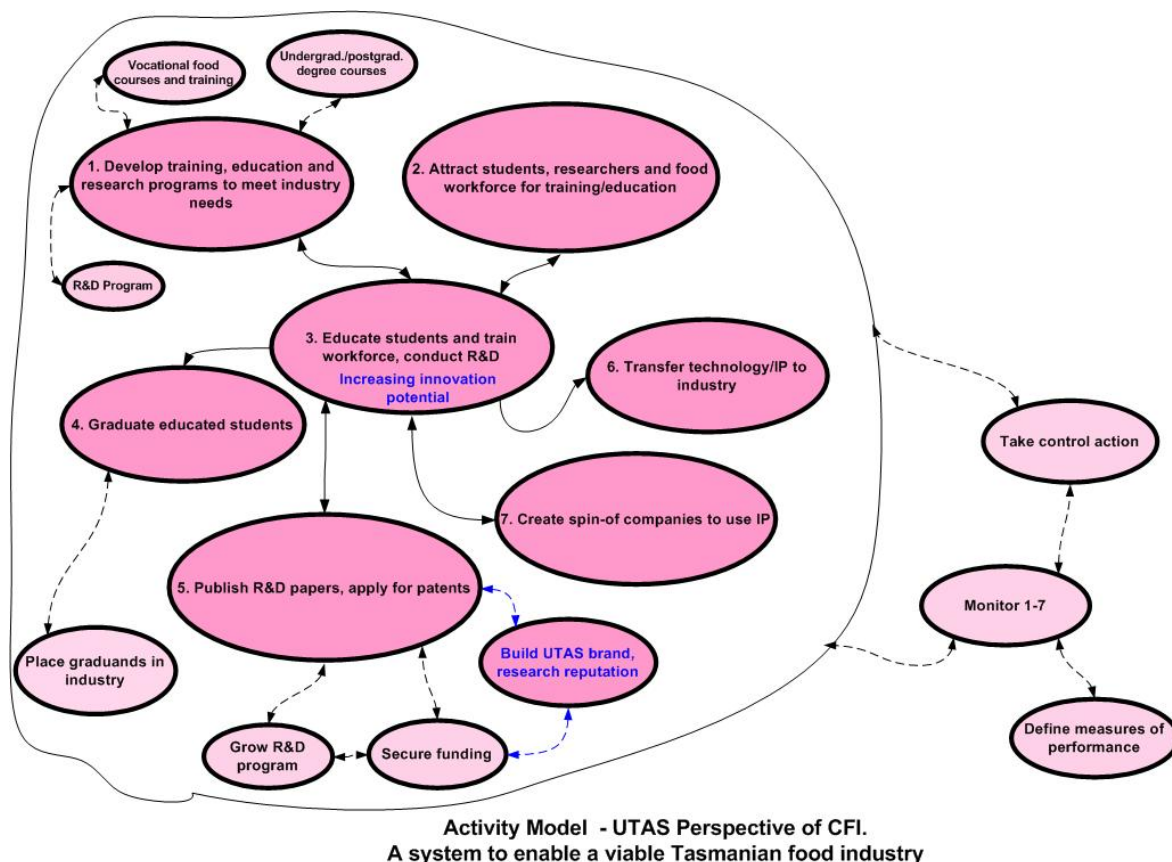 Vocational food
courses and training
Undergrad./postgrad.
degree courses
1. Develop training, education and
research programs to meet industry
needs
2. Attract students, researchers and food
workforce for training/education
R&D Program
3. Educate students and train
workforce, conduct R&D
Increasing innovation
potential
6. Transfer technology/IP to
industry
4. Graduate educated students
Take control action
7. Create spin-of companies to use IP
5. Publish R&D papers, apply for patents
Monitor 1-7
Place graduands in
industry
Build UTAS brand,
research reputation
Define measures of
performance
Grow R&D
program
Secure funding
Activity Model - UTAS Perspective of CFI.
A system to enable a viable Tasmanian food industry